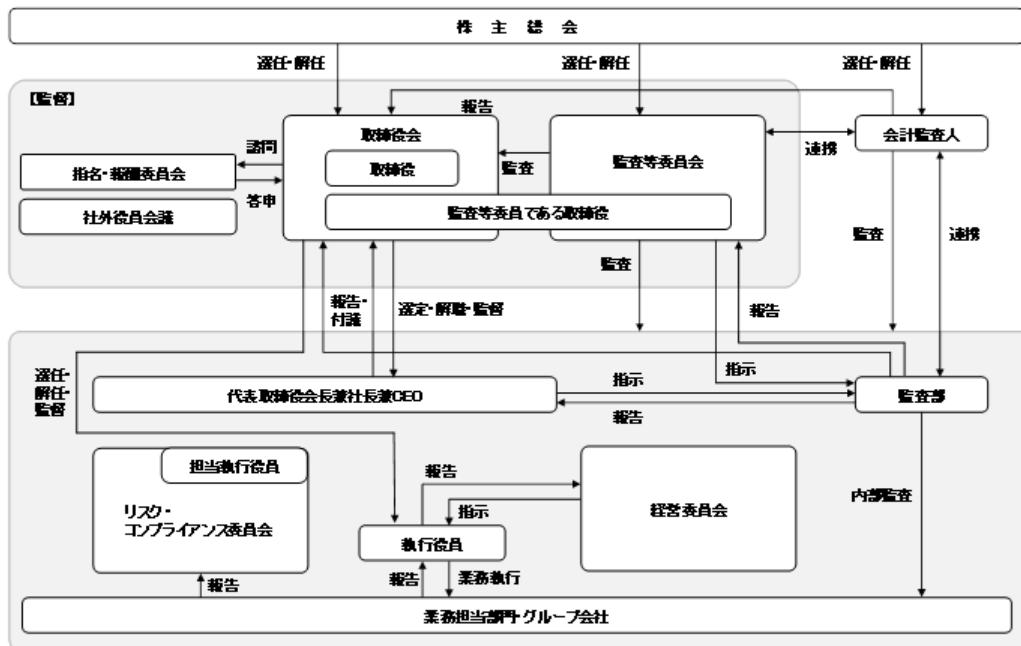 株 主 総 会
選任・解任
選任・解任
選任・解任
【監督】
報告
取締役会
取締役
監査等委員会
会計監査人
諮問
答申
監査
連携
指名・報酬委員会
社外役員会議
監査等委員である取締役
監査
監査
連携
報告・
付議
選定・解職・監督
報告
選任・
解任・
監督
代表取締役会長兼社長兼CEO
指示
指示
報告
監査部
担当執行役員
リスク・
コンプライアンス委員会
報告
指示
経営委員会
内部監査
執行役員
報告
報告
業務執行
業務担当部門・グループ会社